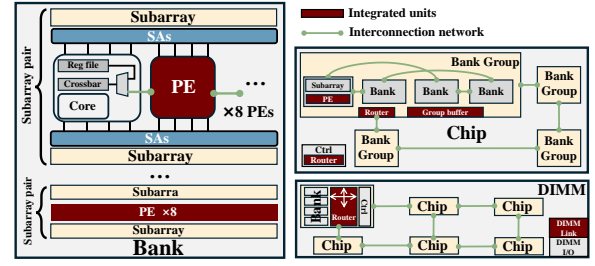 Subarray
SAs
Subarray pair
Reg file
Crossbar
Core
PE
...
×8 PEs
SAs
Subarray
...
Subarray pair
Subarra
PE ×8
Subarray
Bank
Integrated units
Interconnection network
Bank Group
Subarray
PE
Bank
Bank
Bank
Router
Group buffer
Bank
Group
Chip
Ctrl
Router
Bank
Group
Bank
Group
DIMM
Bank
Router
Ctrl
Chip
Chip
Chip
Chip
Chip
DIMM
Link
DIMM
I/O